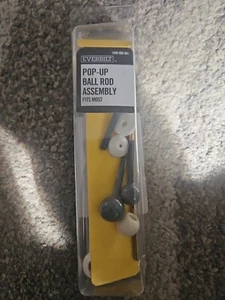 EVERBILT
POP-UP
BALL ROD
ASSEMBLY
FITS MOST